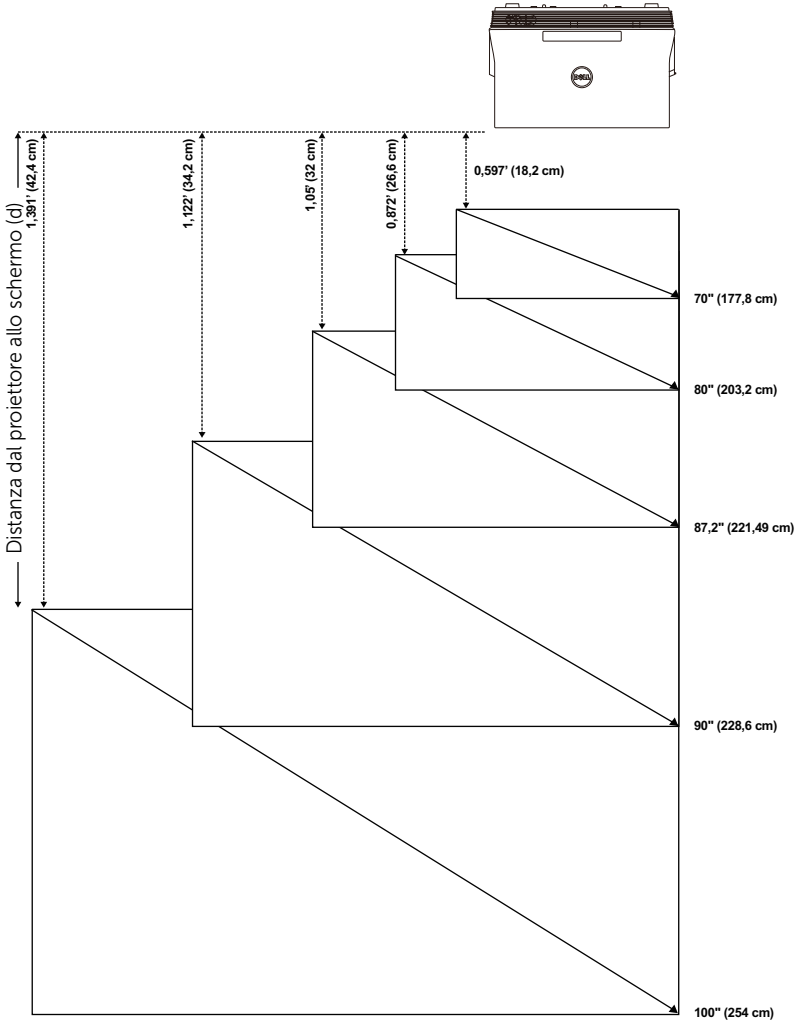 DELL
Distanza dal proiettore allo schermo (d)
1,391' (42,4 cm)
1,122' (34,2 cm)
1,05' (32 cm)
0,872' (26,6 cm)
0,597' (18,2 cm)
70" (177,8 cm)
80" (203,2 cm)
87,2" (221,49 cm)
90" (228,6 cm)
100" (254 cm)